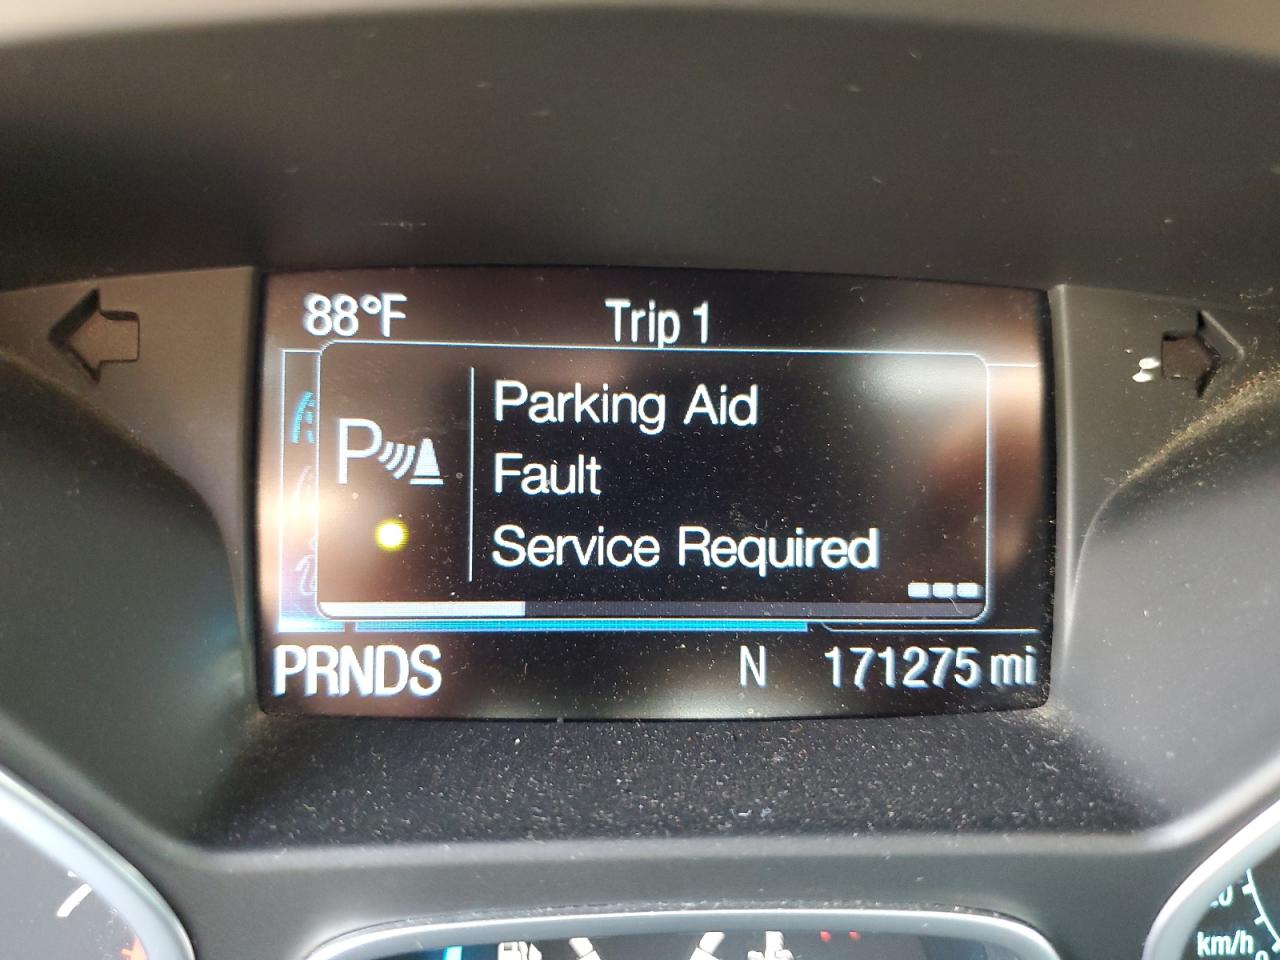 88°F Trip 1
P
Parking Aid
Fault
Service Required
PRNDS N 171275 mi
km/h